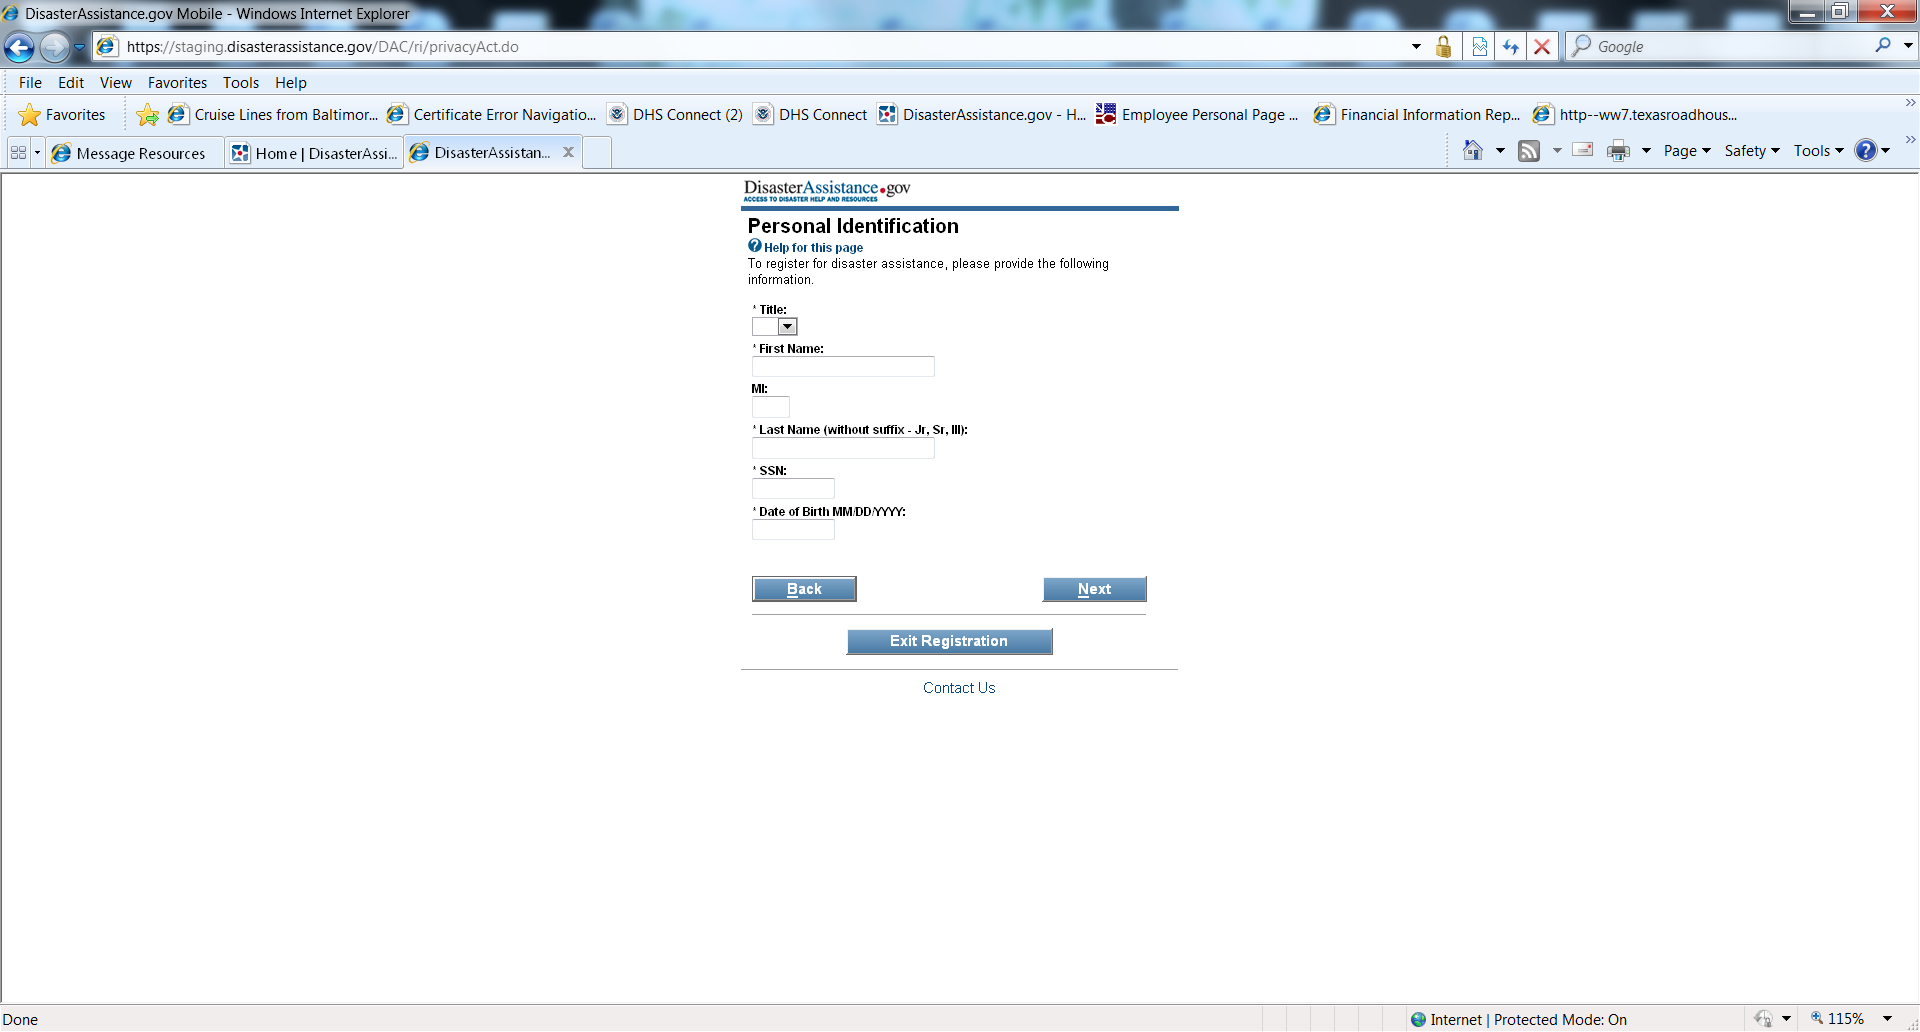 DisasterAssistance.gov Mobile - Windows Internet Explorer
https://staging.disasterassistance.gov/DAC/ri/privacyAct.do
Google
File Edit View Favorites Tools Help
Favorites Cruise Lines from Baltimor... Certificate Error Navigatio... DHS Connect (2) DHS Connect DisasterAssistance.gov - H... Employee Personal Page ... Financial Information Rep... http--ww7.texasroadhous...
Message Resources Home | DisasterAssi... DisasterAssistan... Page Safety Tools
DisasterAssistance.gov
ACCESS TO DISASTER HELP AND RESOURCES
Personal Identification
Help for this page
To register for disaster assistance, please provide the following
information.
* Title:
* First Name:
MI:
* Last Name (without suffix - Jr, Sr, III):
* SSN:
* Date of Birth MM/DD/YYYY:
Back Next
Exit Registration
Contact Us
Done Internet | Protected Mode: On 115%